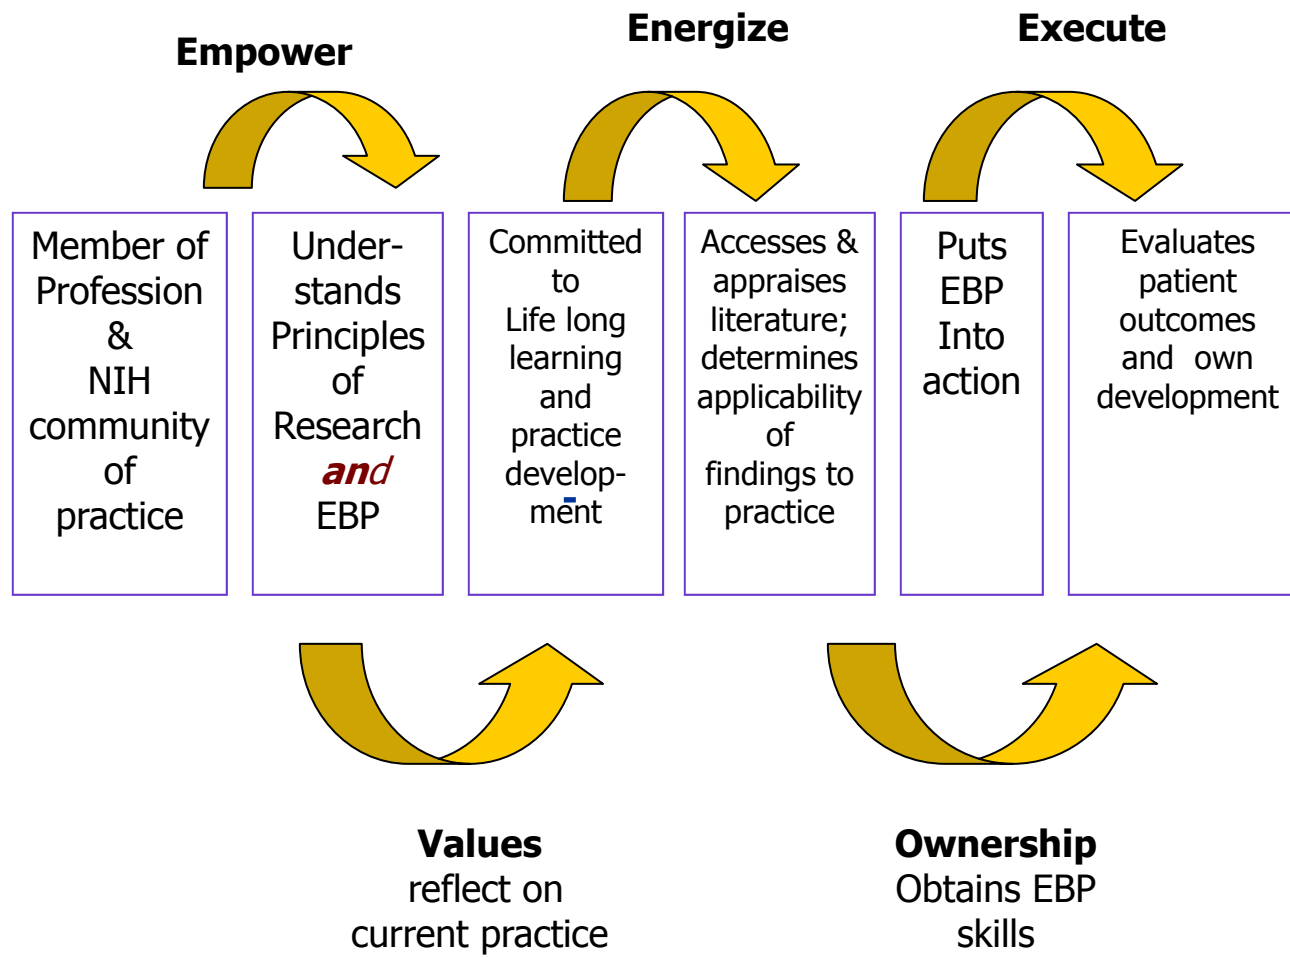 Empower
Energize
Execute
Member of
Profession
&
NIH
community
of
practice
Under-
stands
Principles
of
Research
and
EBP
Committed
to
Life long
learning
and
practice
develop-
ment
Accesses &
appraises
literature;
determines
applicability
of
findings to
practice
Puts
EBP
Into
action
Evaluates
patient
outcomes
and own
development
Values
reflect on
current practice
Ownership
Obtains EBP
skills